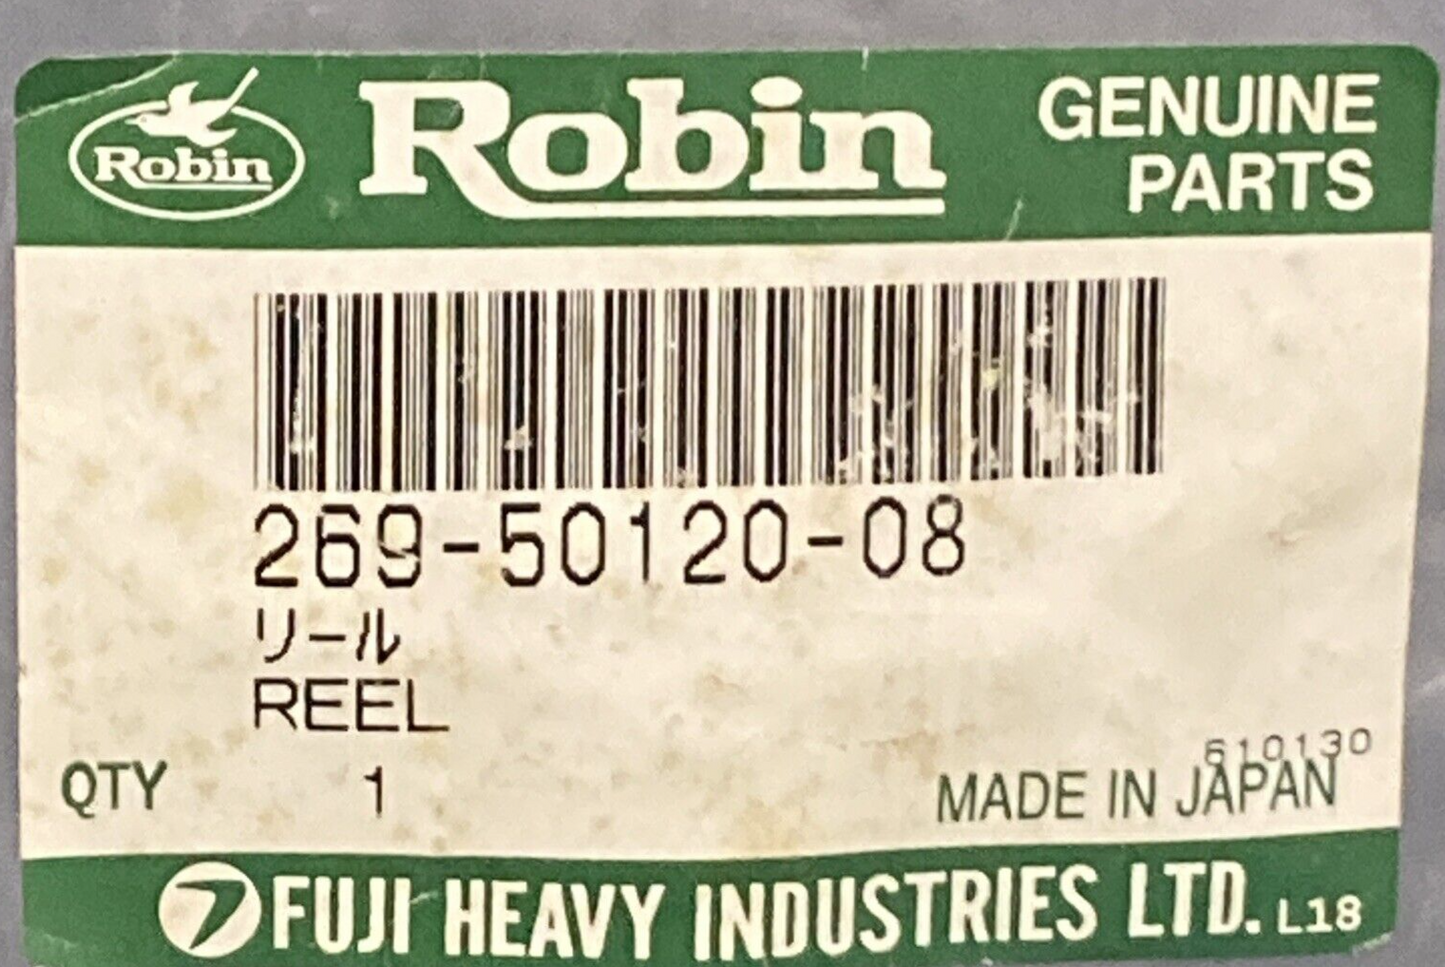 Robin
Robin
GENUINE
PARTS
269-50120-08
リール
REEL
610130
QTY 1
MADE IN JAPAN
FUJI HEAVY INDUSTRIES LTD. L18